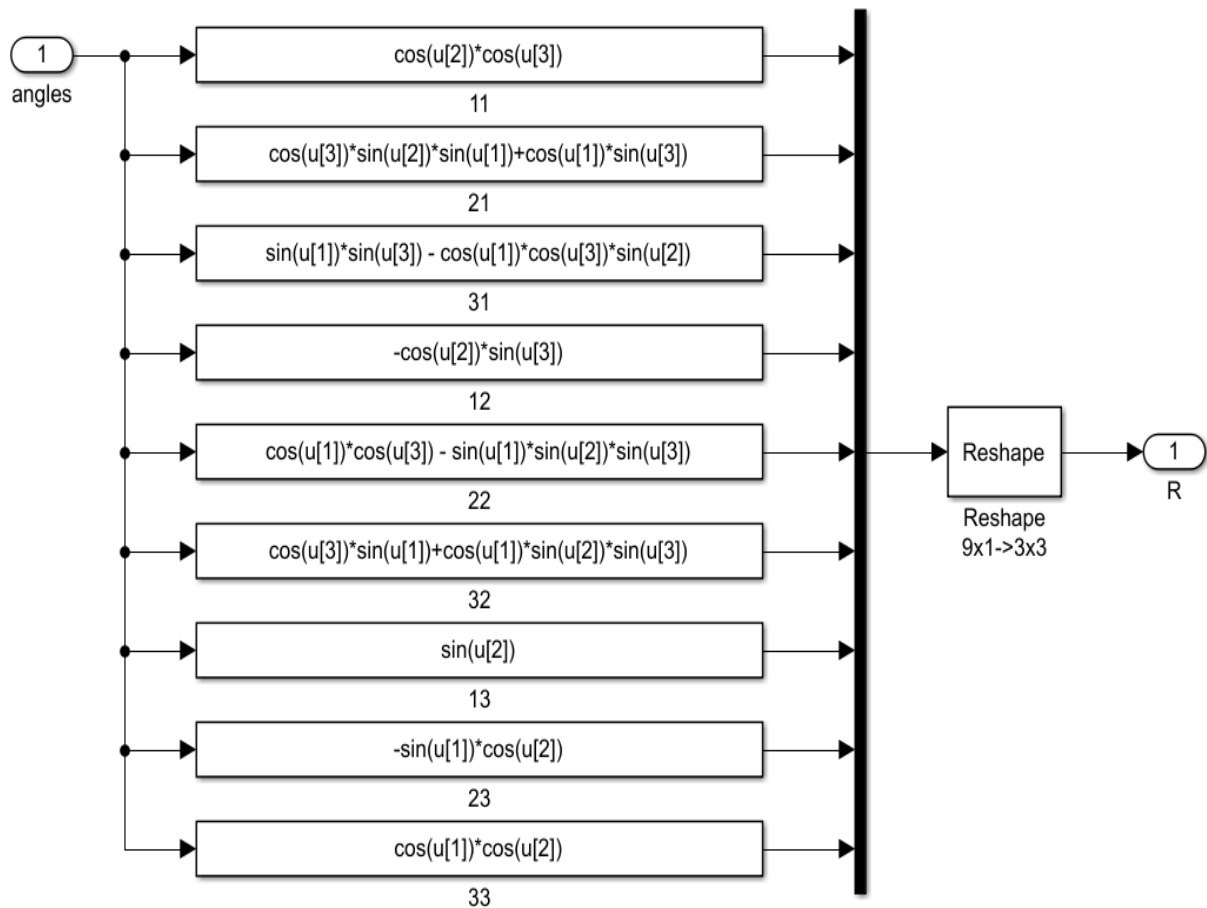 1
angles
cos(u[2])*cos(u[3])
11
cos(u[3])*sin(u[2])*sin(u[1])+cos(u[1])*sin(u[3])
21
sin(u[1])*sin(u[3]) - cos(u[1])*cos(u[3])*sin(u[2])
31
-cos(u[2])*sin(u[3])
12
cos(u[1])*cos(u[3]) - sin(u[1])*sin(u[2])*sin(u[3])
22
cos(u[3])*sin(u[1])+cos(u[1])*sin(u[2])*sin(u[3])
32
sin(u[2])
13
-sin(u[1])*cos(u[2])
23
cos(u[1])*cos(u[2])
33
Reshape
Reshape
9x1->3x3
1
R